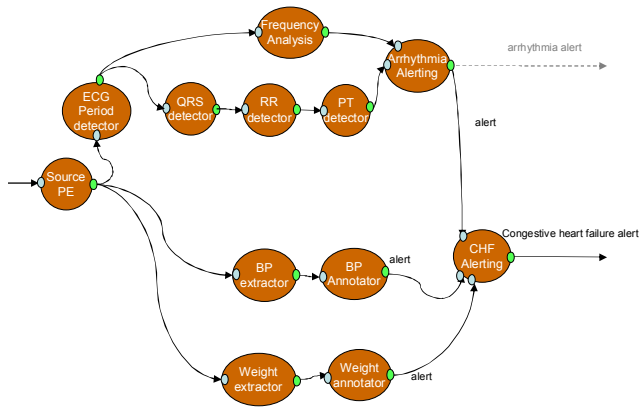 Frequency
Analysis
Arrhythmia
Alerting
arrhythmia alert
ECG
Period
detector
QRS
detector
RR
detector
PT
detector
alert
Source
PE
Congestive heart failure alert
CHF
Alerting
BP
extractor
BP
Annotator
alert
Weight
extractor
Weight
annotator
alert